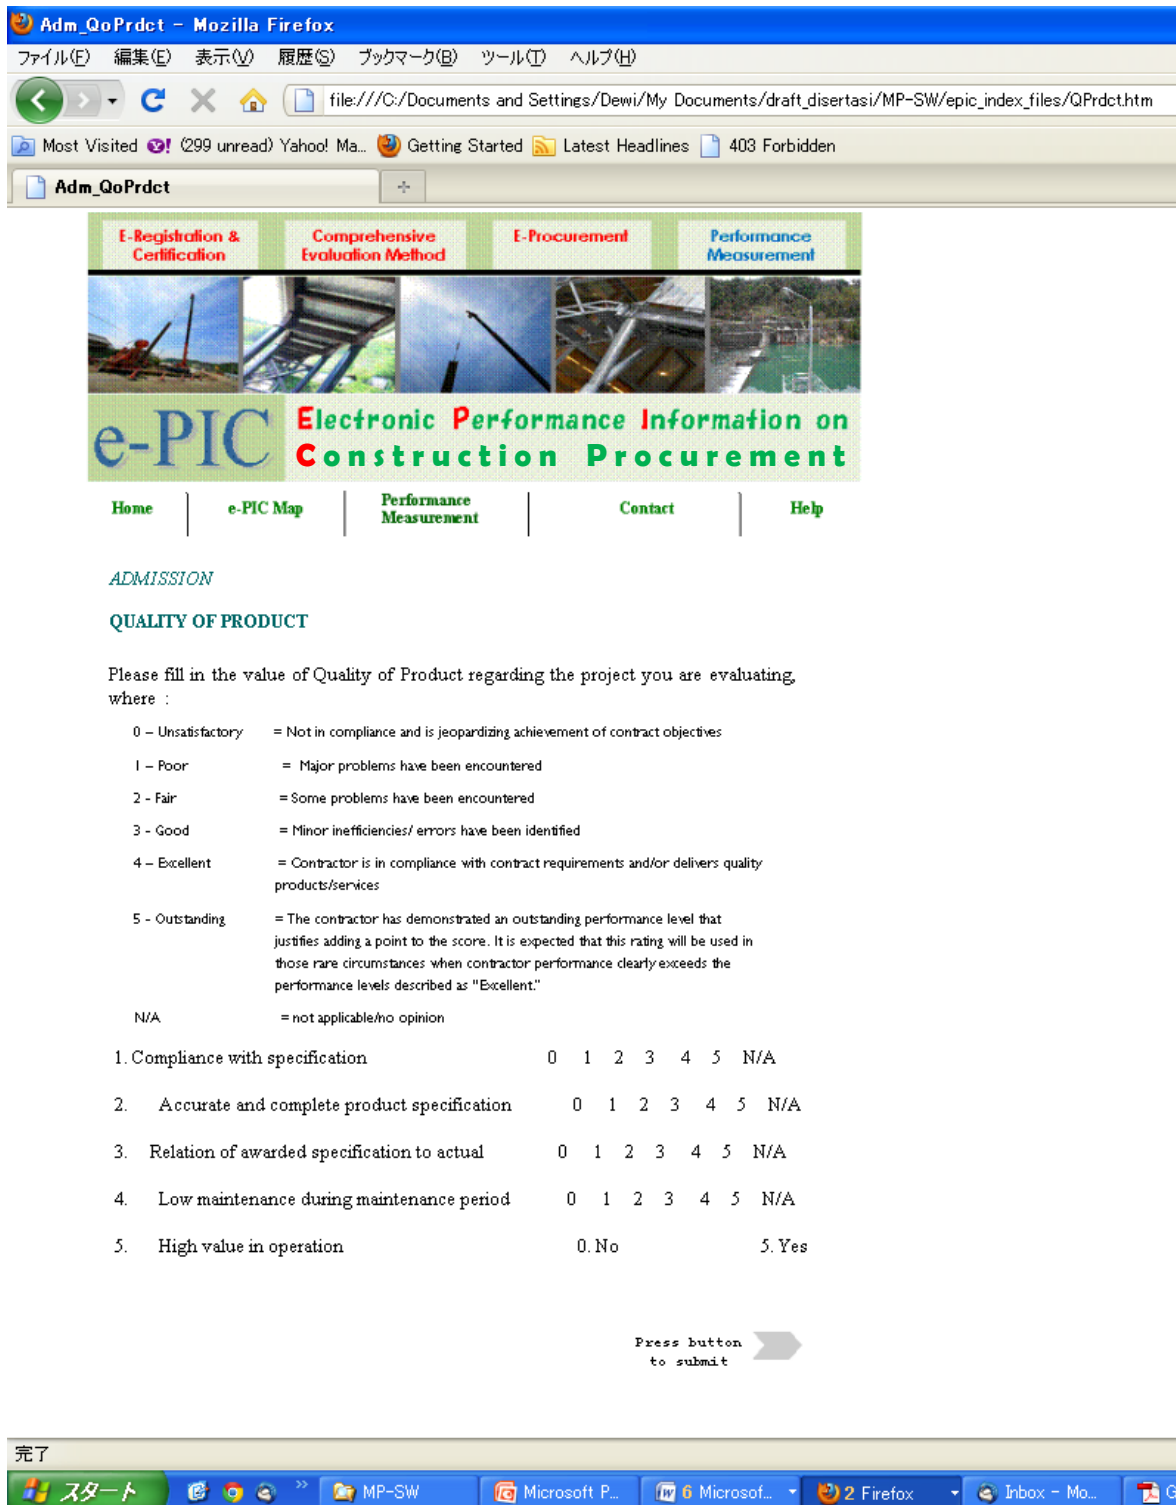 Adm_QoPrdct - Mozilla Firefox
ファイル(F) 編集(E) 表示(V) 履歴(S) ブックマーク(B) ツール(T) ヘルプ(H)
file:///C:/Documents and Settings/Dewi/My Documents/draft_disertasi/MP-SW/epic_index_files/QPrdct.htm
Most Visited (299 unread) Yahoo! Ma... Getting Started Latest Headlines 403 Forbidden
Adm_QoPrdct
E-Registration & Certification
Comprehensive Evaluation Method
E-Procurement
Performance Measurement
e-PIC
Electronic Performance Information on
Construction Procurement
Home
e-PIC Map
Performance Measurement
Contact
Help
ADMISSION
QUALITY OF PRODUCT
Please fill in the value of Quality of Product regarding the project you are evaluating,
where :
0 – Unsatisfactory = Not in compliance and is jeopardizing achievement of contract objectives
1 – Poor = Major problems have been encountered
2 - Fair = Some problems have been encountered
3 - Good = Minor inefficiencies/ errors have been identified
4 – Excellent = Contractor is in compliance with contract requirements and/or delivers quality
products/services
5 - Outstanding = The contractor has demonstrated an outstanding performance level that
justifies adding a point to the score. It is expected that this rating will be used in
those rare circumstances when contractor performance clearly exceeds the
performance levels described as "Excellent."
N/A = not applicable/no opinion
1. Compliance with specification 0 1 2 3 4 5 N/A
2. Accurate and complete product specification 0 1 2 3 4 5 N/A
3. Relation of awarded specification to actual 0 1 2 3 4 5 N/A
4. Low maintenance during maintenance period 0 1 2 3 4 5 N/A
5. High value in operation 0. No 5. Yes
Press button
to submit
完了
スタート MP-SW Microsoft P... 6 Microsof... 2 Firefox Inbox - Mo...